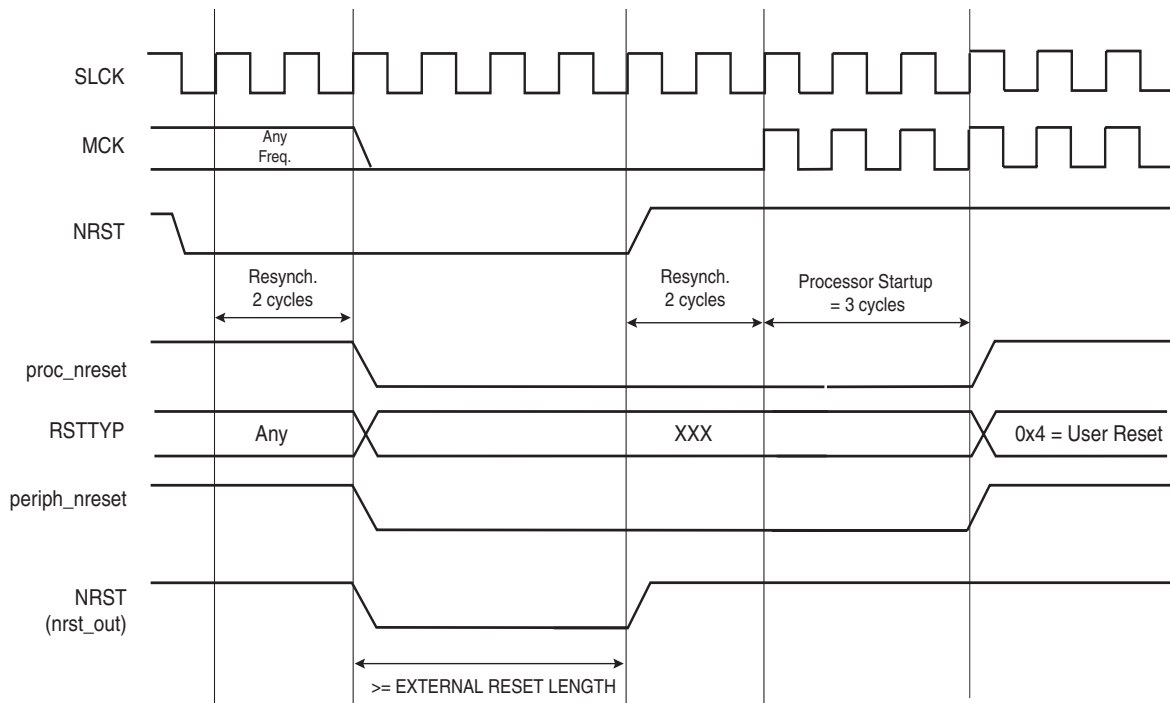 SLCK
MCK
Any
Freq.
NRST
Resynch.
2 cycles
Resynch.
2 cycles
Processor Startup
= 3 cycles
proc_nreset
RSTTYP
Any
XXX
0x4 = User Reset
periph_nreset
NRST
(nrst_out)
>= EXTERNAL RESET LENGTH